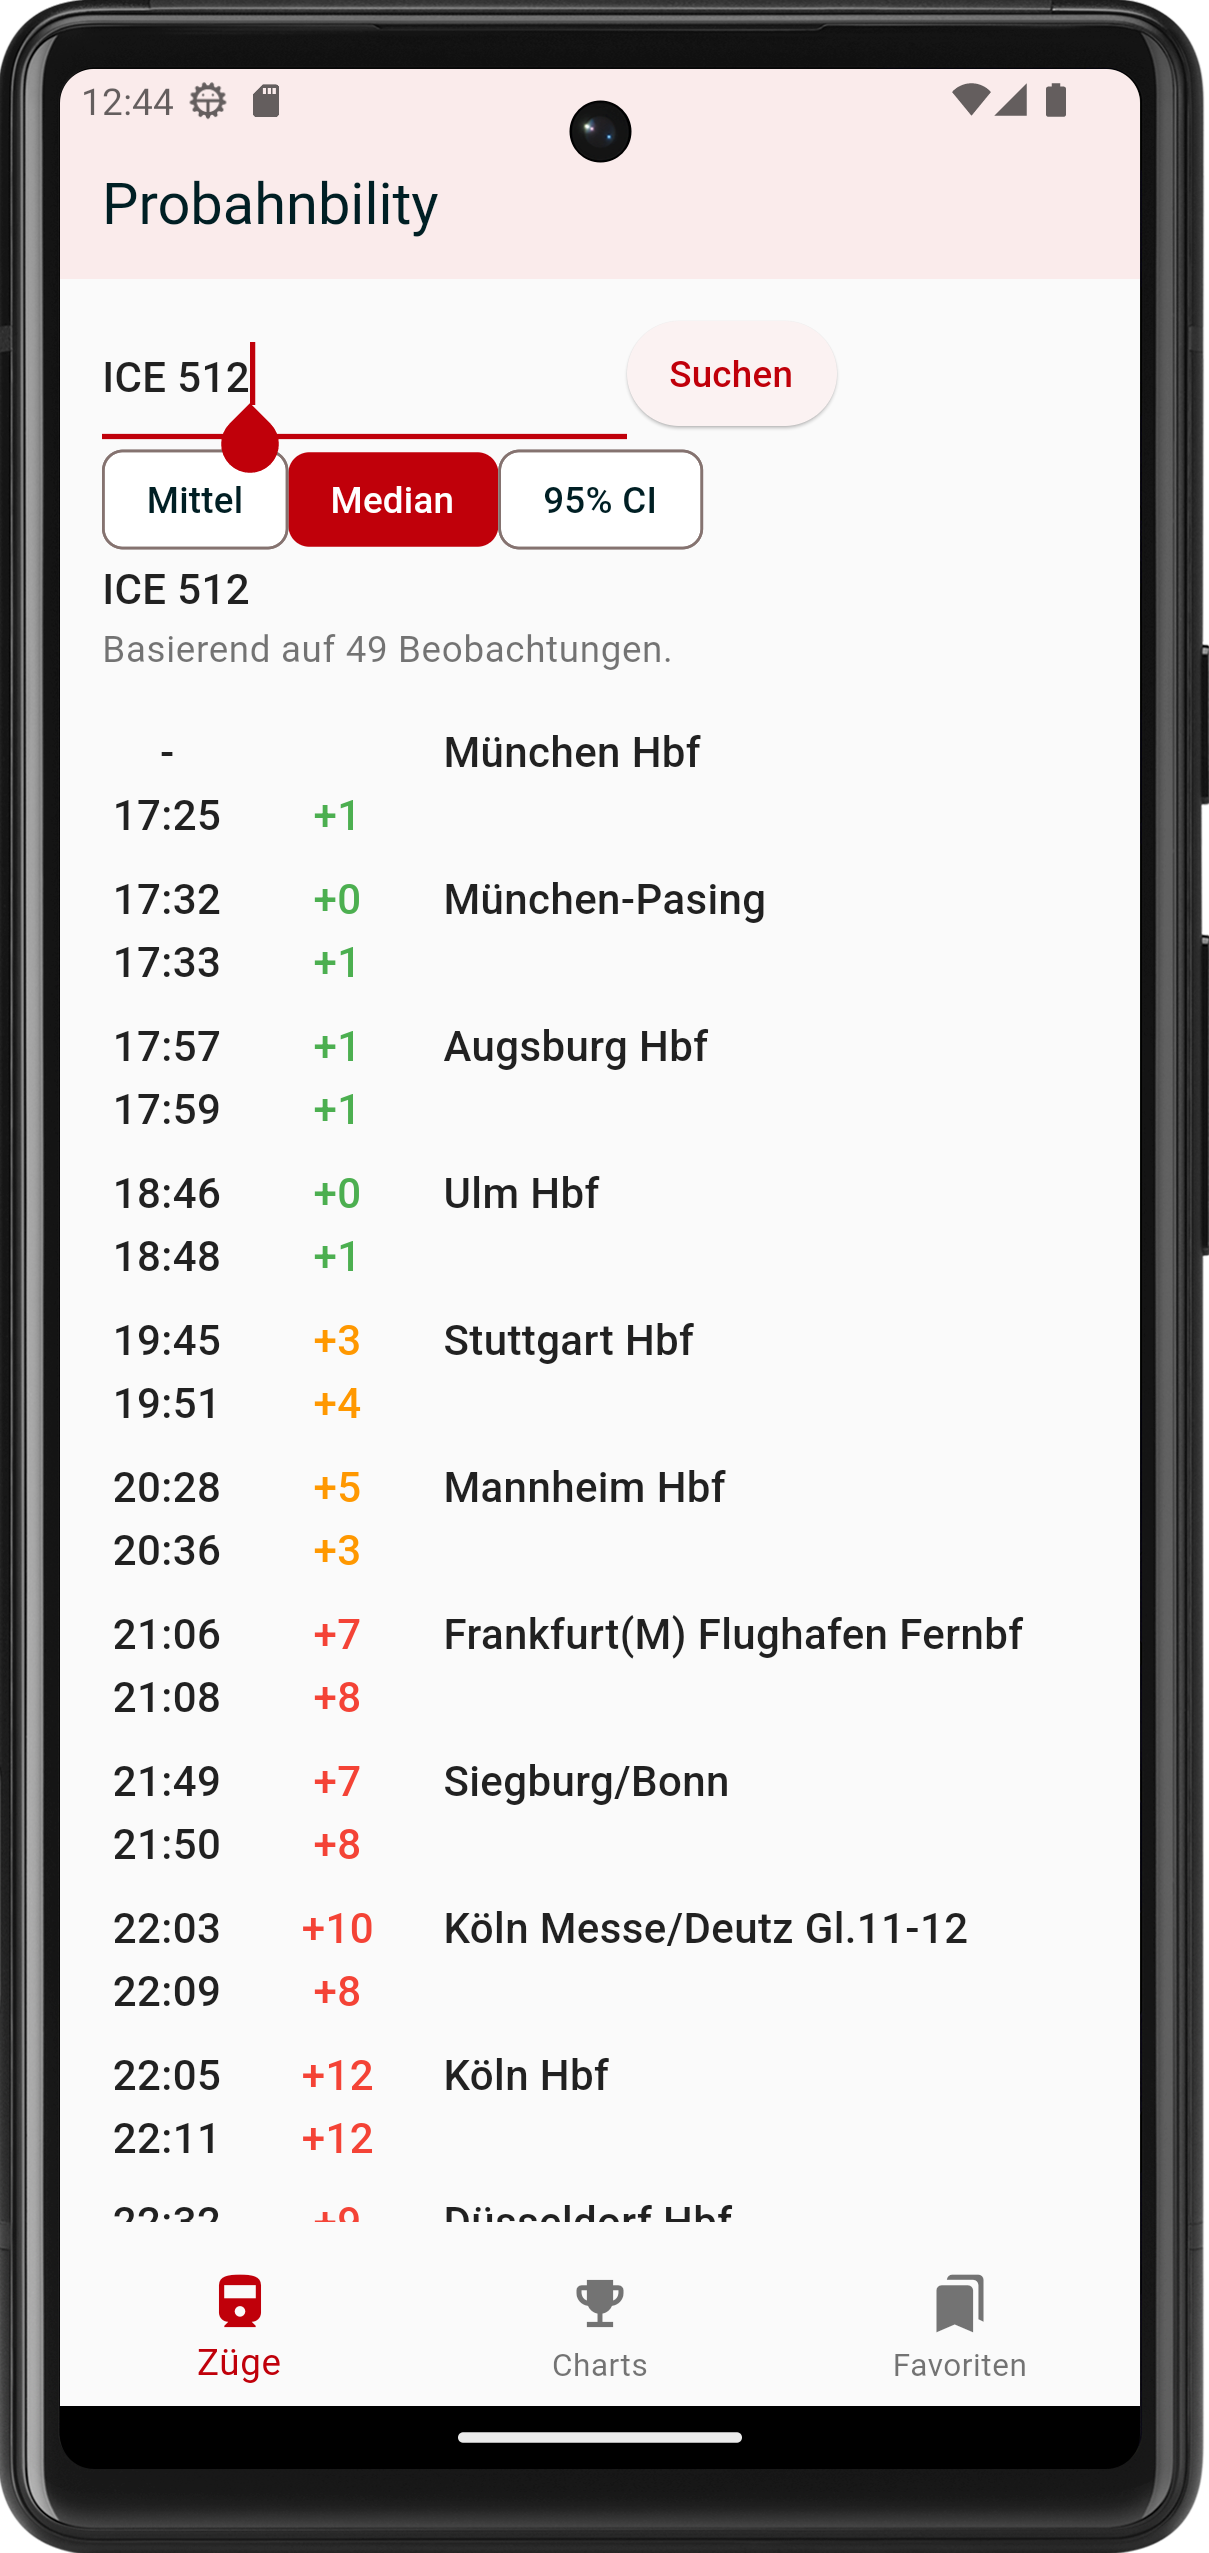 12:44
Probahnbility
ICE 512
Suchen
Mittel Median 95% CI
ICE 512
Basierend auf 49 Beobachtungen.
- München Hbf
17:25 +1
17:32 +0 München-Pasing
17:33 +1
17:57 +1 Augsburg Hbf
17:59 +1
18:46 +0 Ulm Hbf
18:48 +1
19:45 +3 Stuttgart Hbf
19:51 +4
20:28 +5 Mannheim Hbf
20:36 +3
21:06 +7 Frankfurt(M) Flughafen Fernbf
21:08 +8
21:49 +7 Siegburg/Bonn
21:50 +8
22:03 +10 Köln Messe/Deutz Gl.11-12
22:09 +8
22:05 +12 Köln Hbf
22:11 +12
22:32 +9 Düsseldorf Hbf
Züge Charts Favoriten